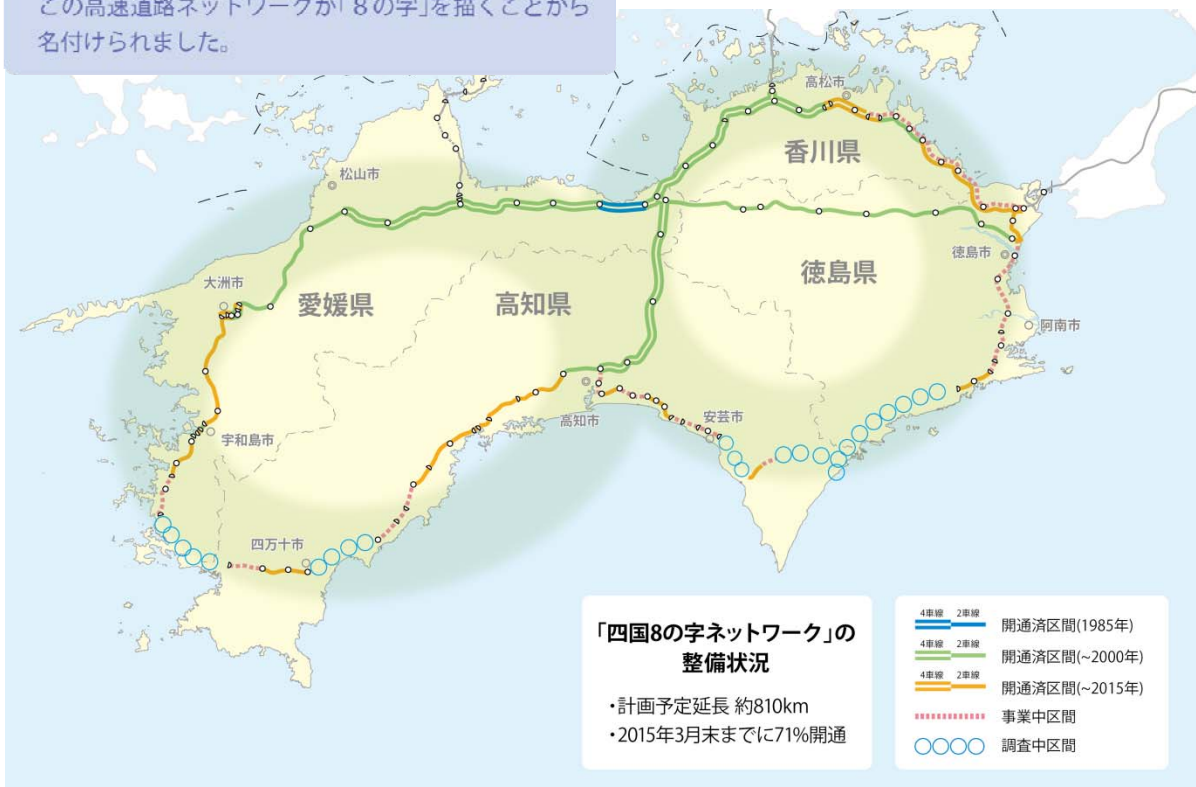 この高速道路ネットワークが「8の字」を描くことから
名付けられました。
高松市
香川県
松山市
徳島市
徳島県
大洲市
愛媛県
高知県
阿南市
高知市
安芸市
宇和島市
四万十市
「四国8の字ネットワーク」の
整備状況
・計画予定延長 約810km
・2015年3月末までに71%開通
4車線 2車線
開通済区間(1985年)
4車線 2車線
開通済区間(~2000年)
4車線 2車線
開通済区間(~2015年)
事業中区間
調査中区間